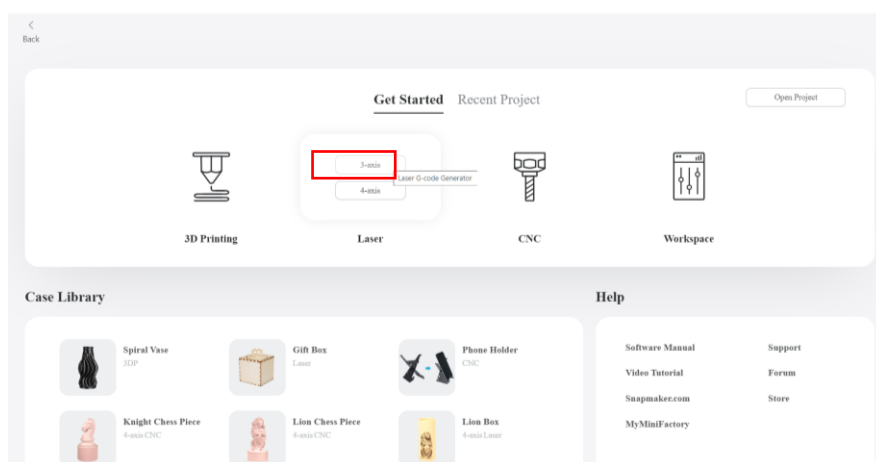 Back
Get Started Recent Project
Open Project
3-axis
Laser G-code Generator
4-axis
3D Printing Laser CNC Workspace
Case Library
Spiral Vase
3DP
Gift Box
Laser
Phone Holder
CNC
Knight Chess Piece
4-axis CNC
Lion Chess Piece
4-axis CNC
Lion Box
4-axis Laser
Help
Software Manual Support
Video Tutorial Forum
Snapmaker.com Store
MyMiniFactory